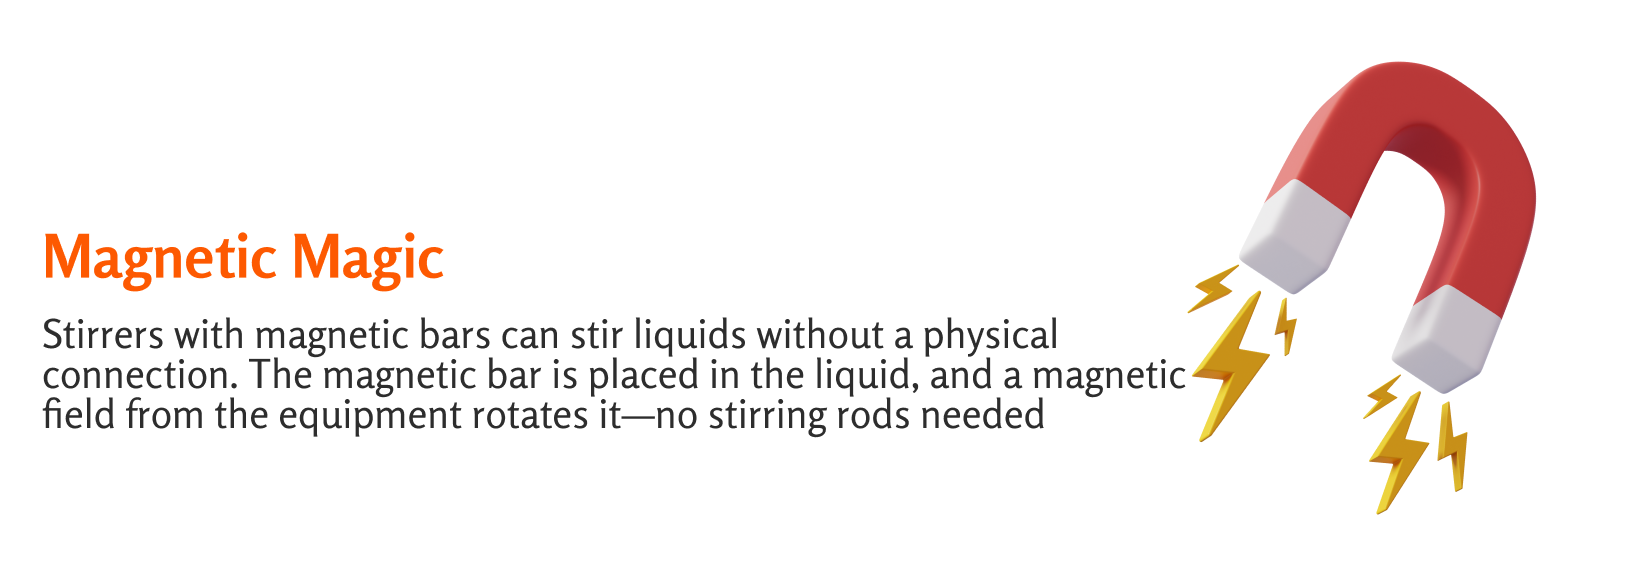 Magnetic Magic
Stirrers with magnetic bars can stir liquids without a physical
connection. The magnetic bar is placed in the liquid, and a magnetic
field from the equipment rotates it—no stirring rods needed